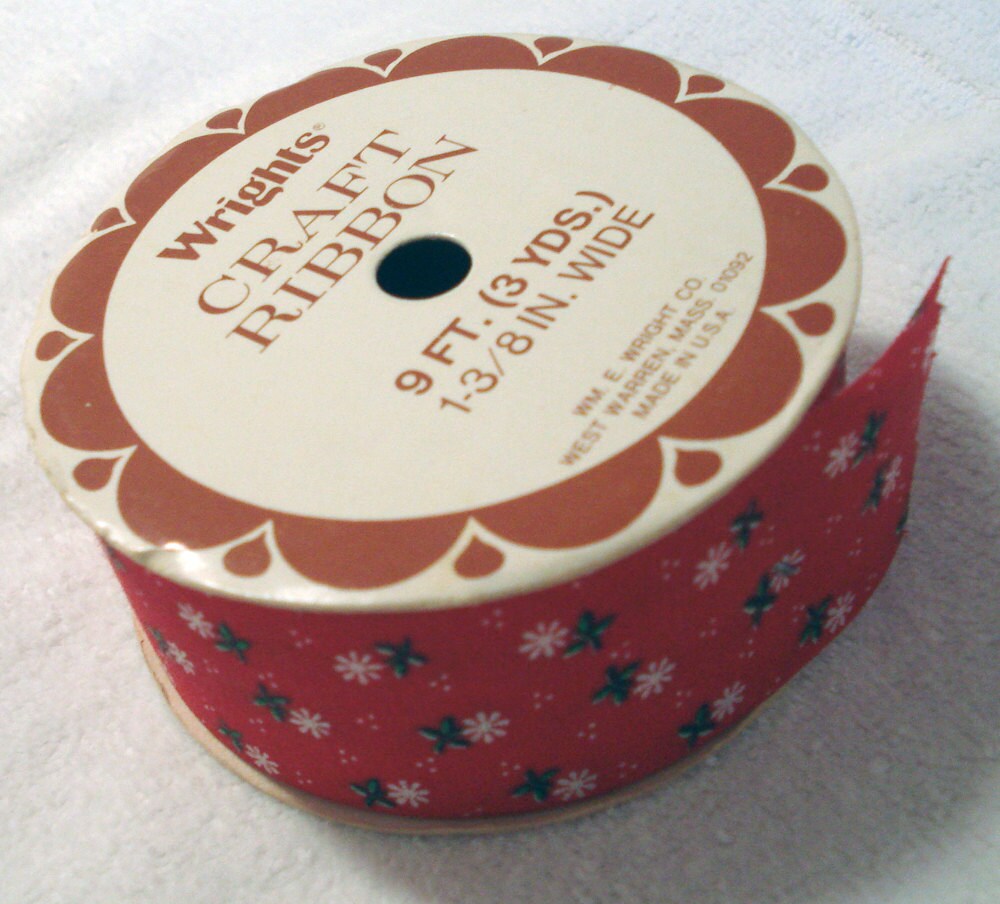 Wrights®
CRAFT
RIBBON
9 FT. (3 YDS.)
1-3/8 IN. WIDE
WM. E. WRIGHT CO.
WEST WARREN, MASS. 01092
MADE IN U.S.A.